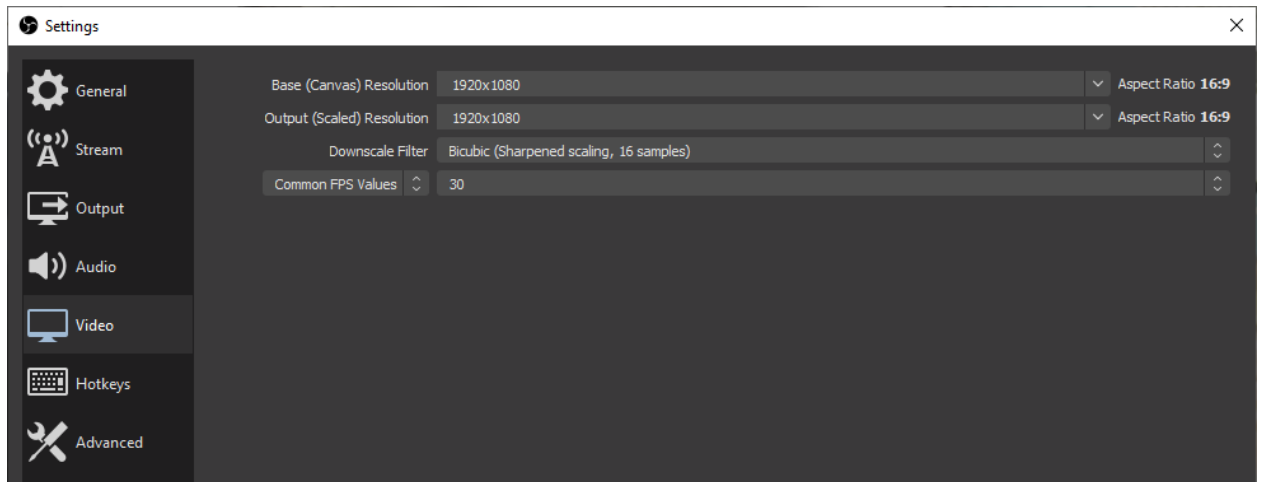 Settings
General
Stream
Output
Audio
Video
Hotkeys
Advanced
Base (Canvas) Resolution 1920x1080 Aspect Ratio 16:9
Output (Scaled) Resolution 1920x1080 Aspect Ratio 16:9
Downscale Filter Bicubic (Sharpened scaling, 16 samples)
Common FPS Values 30